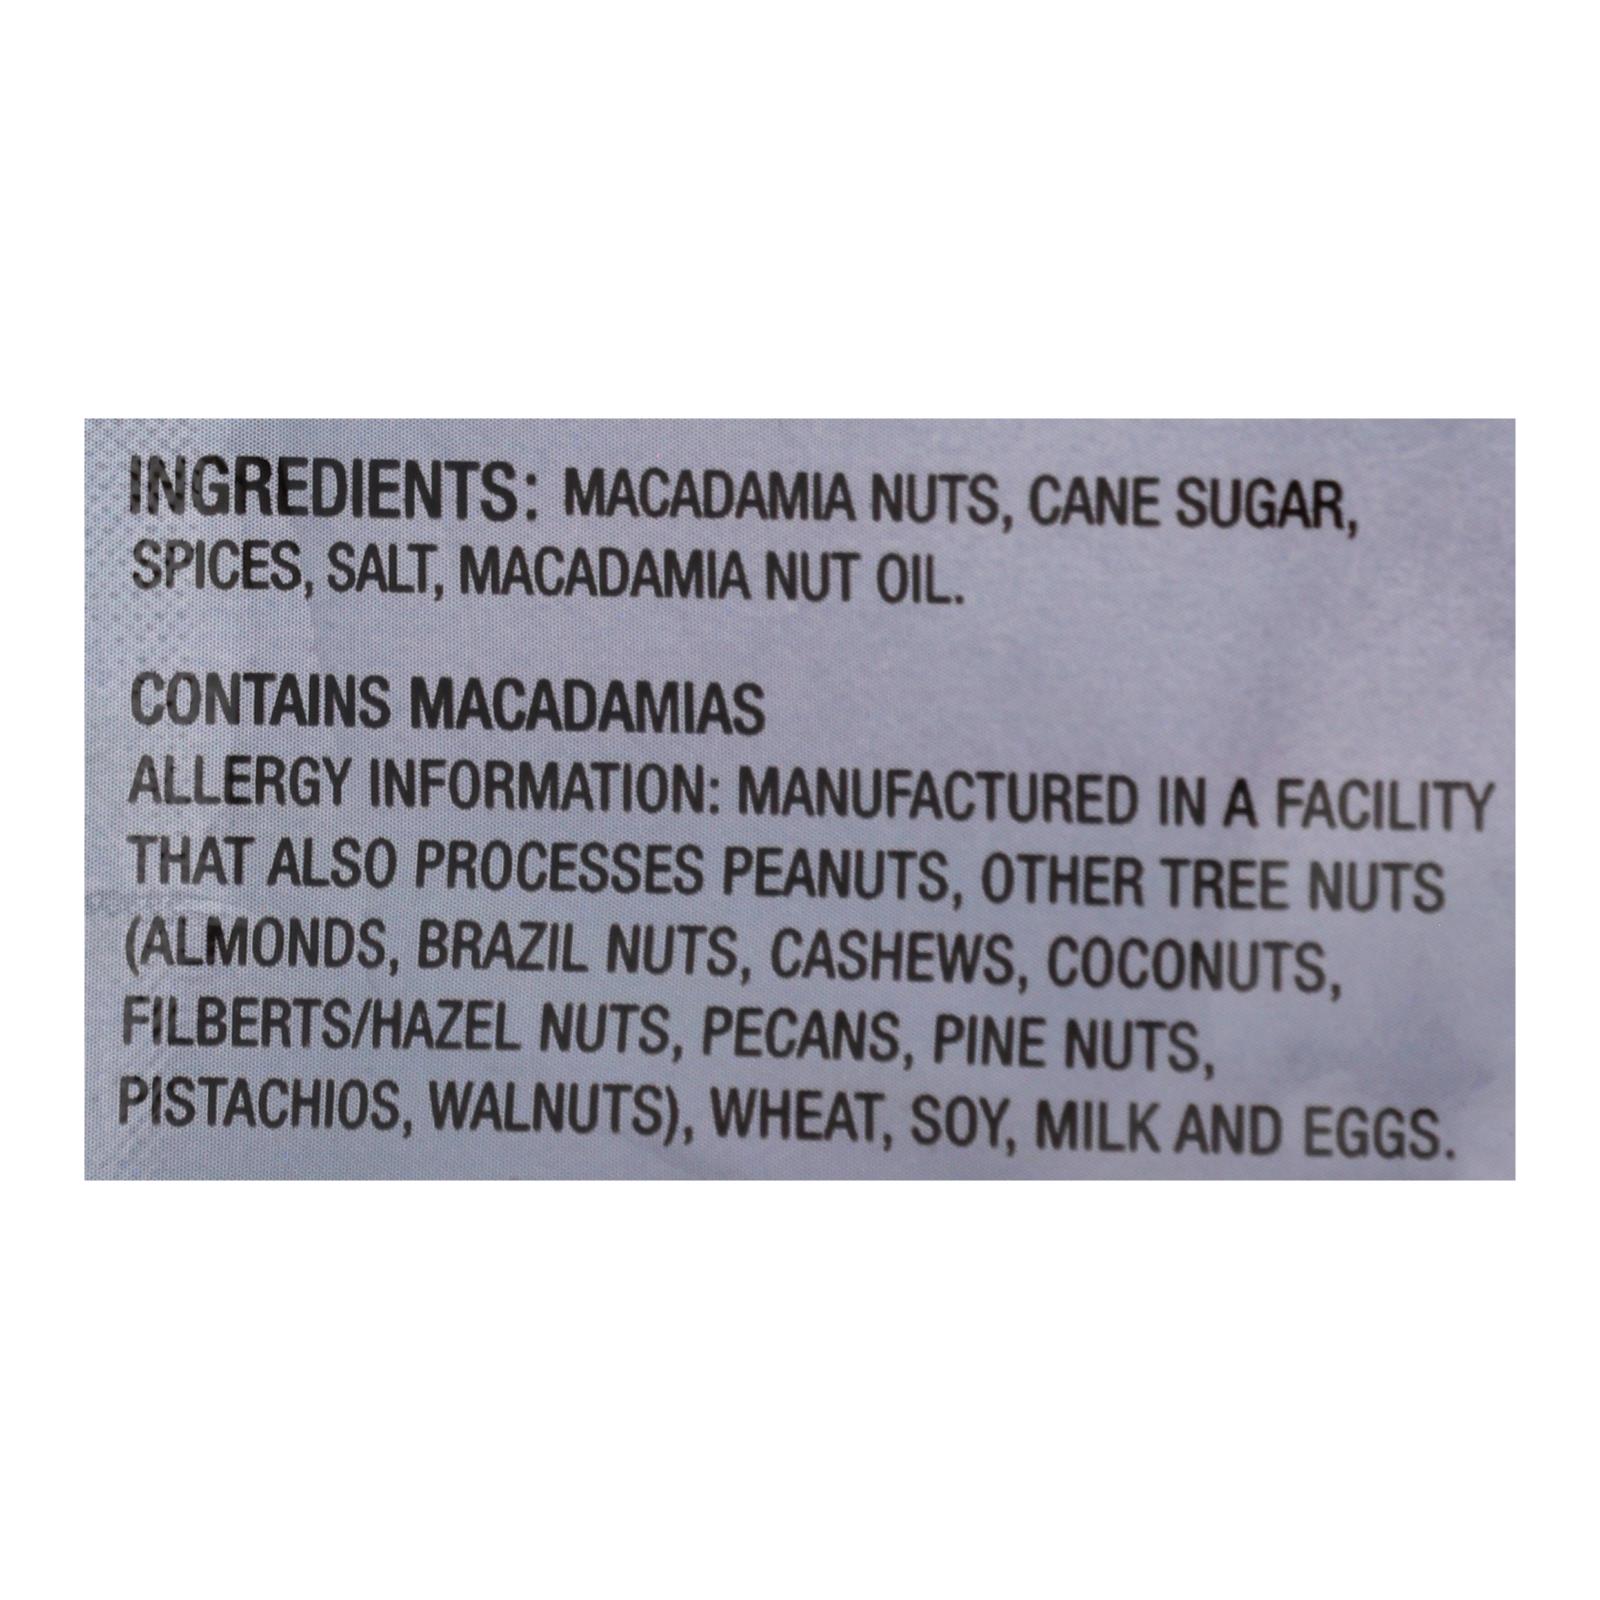 INGREDIENTS: MACADAMIA NUTS, CANE SUGAR,
SPICES, SALT, MACADAMIA NUT OIL.
CONTAINS MACADAMIAS
ALLERGY INFORMATION: MANUFACTURED IN A FACILITY
THAT ALSO PROCESSES PEANUTS, OTHER TREE NUTS
(ALMONDS, BRAZIL NUTS, CASHEWS, COCONUTS,
FILBERTS/HAZEL NUTS, PECANS, PINE NUTS,
PISTACHIOS, WALNUTS), WHEAT, SOY, MILK AND EGGS.